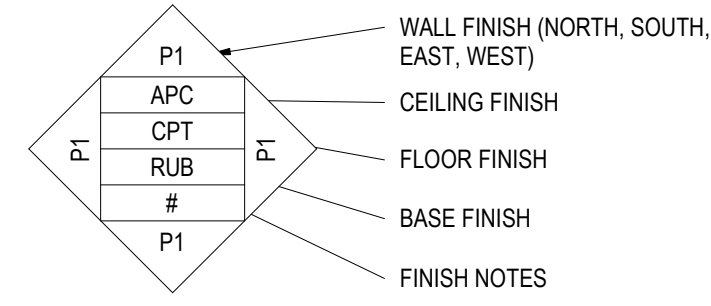 P1
APC
CPT
RUB
#
P1
P1
P1
WALL FINISH (NORTH, SOUTH,
EAST, WEST)
CEILING FINISH
FLOOR FINISH
BASE FINISH
FINISH NOTES